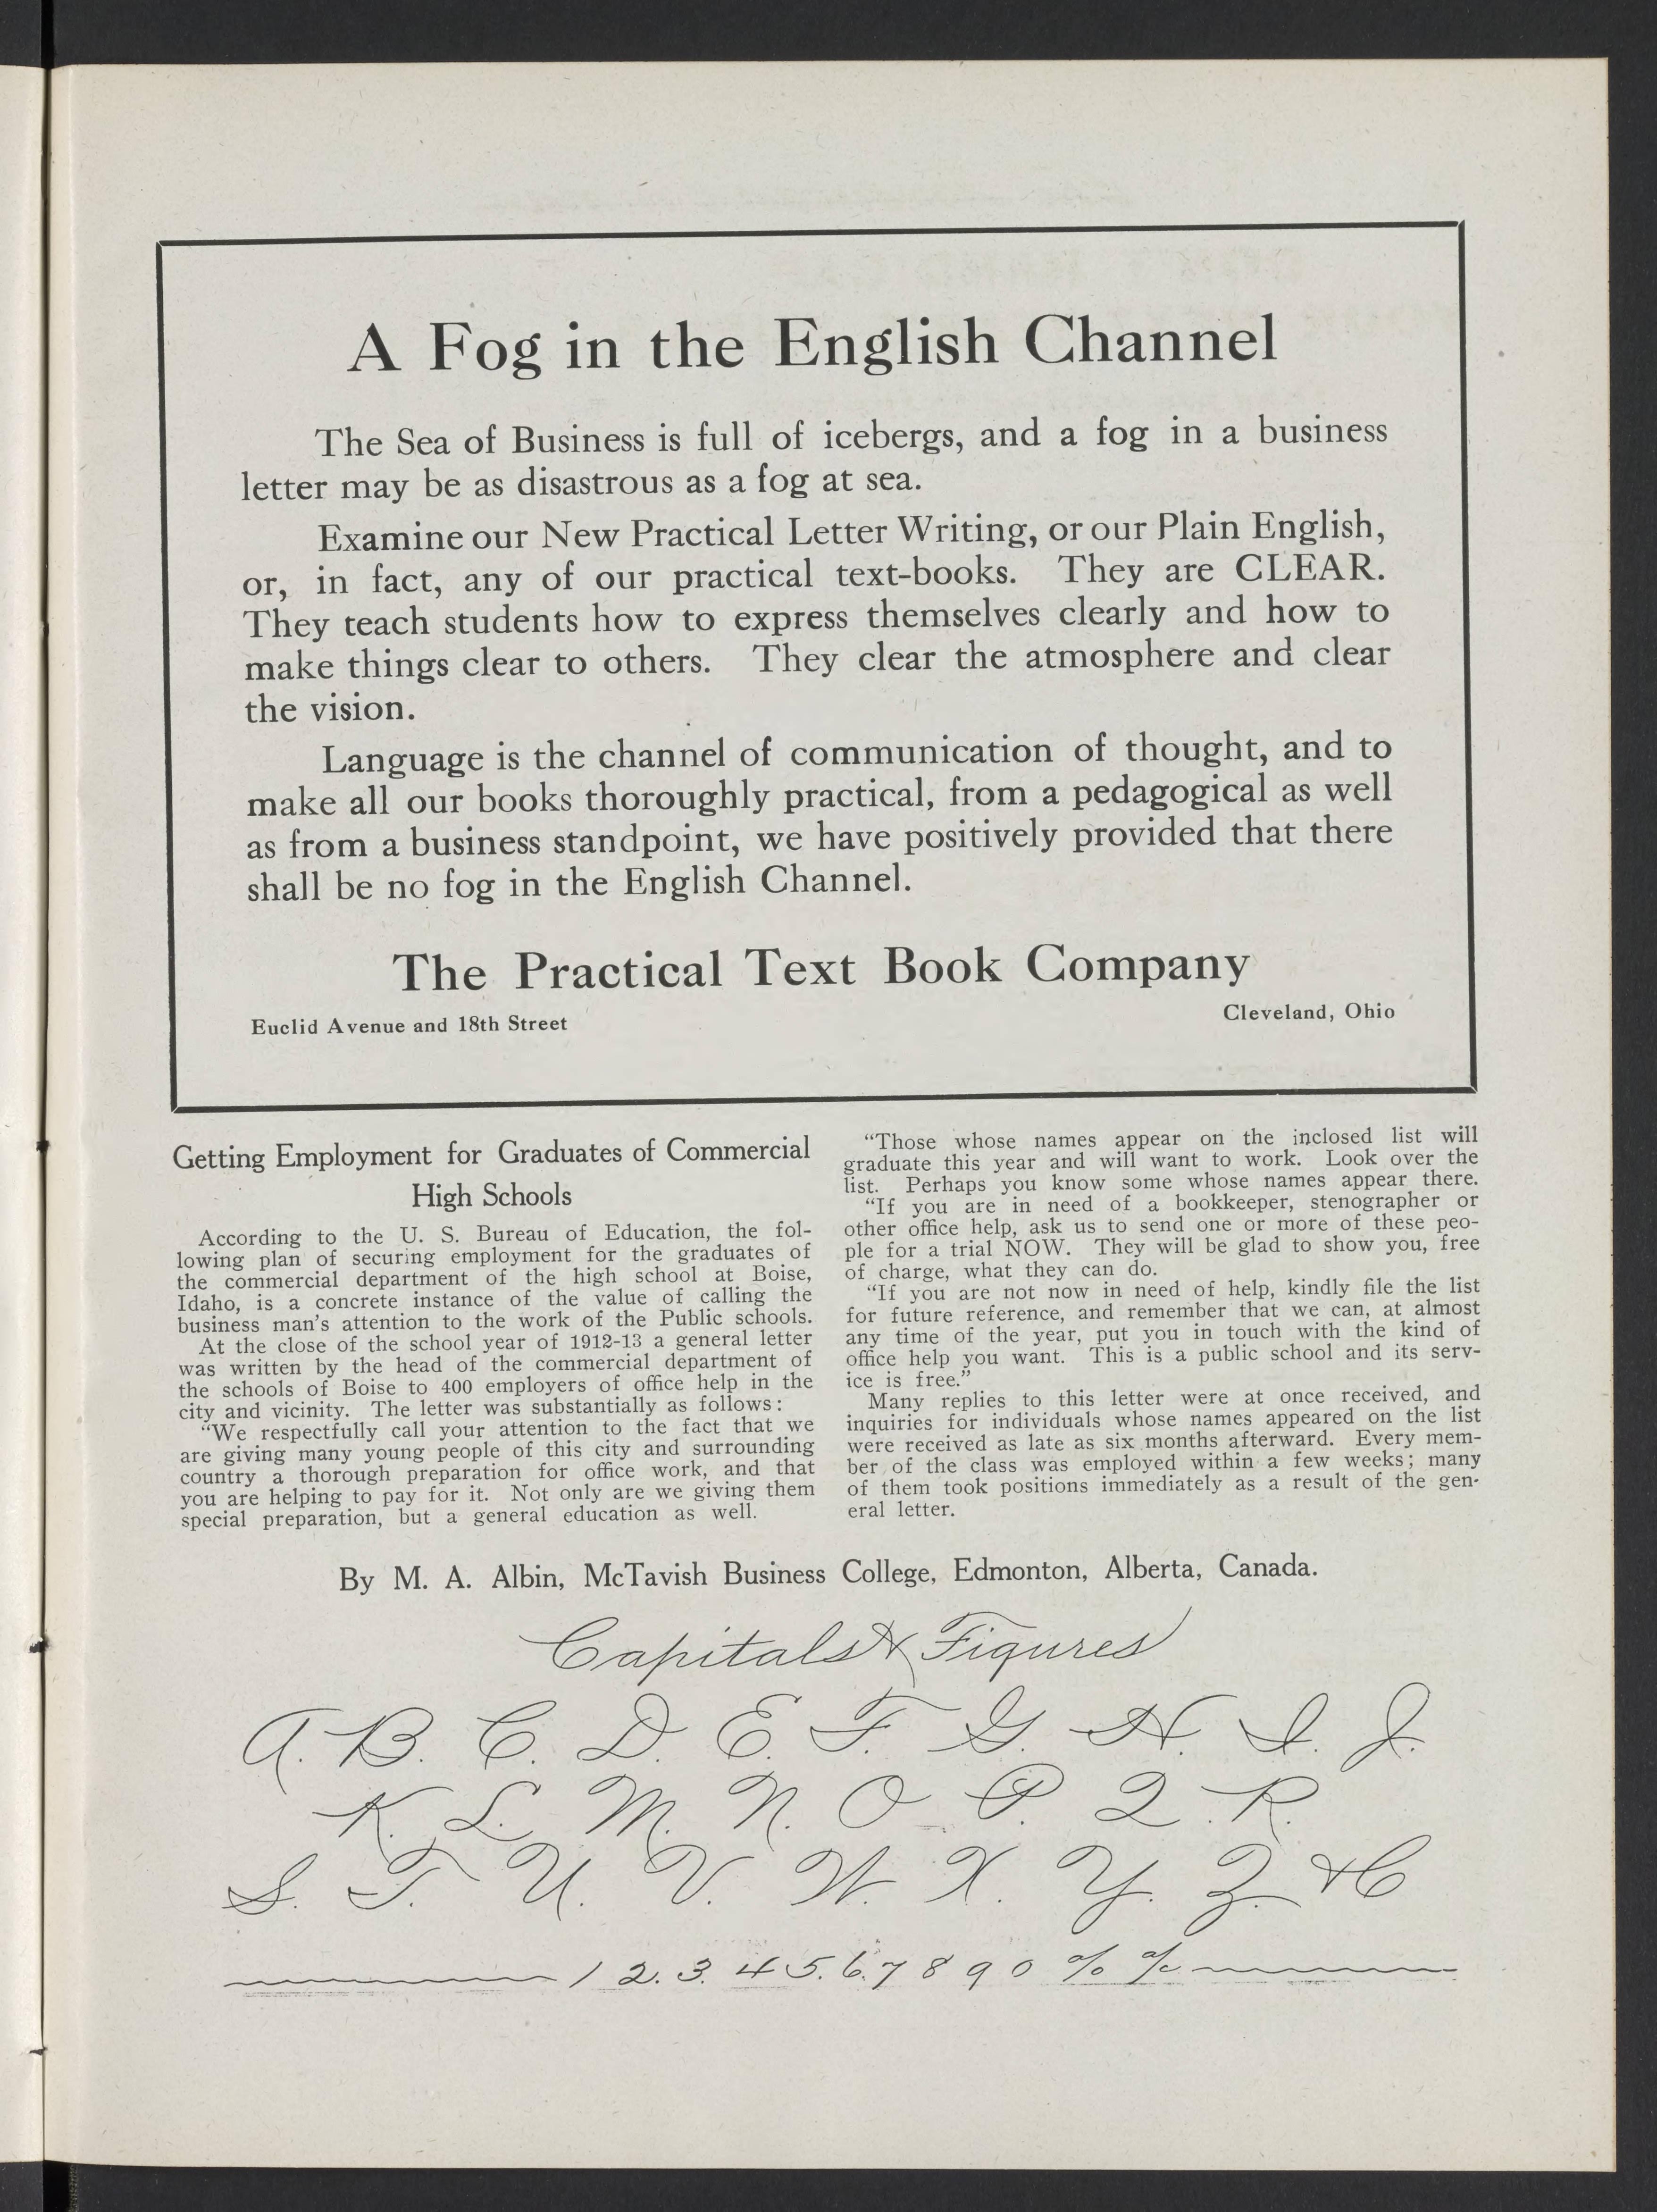 A Fog in the English Channel
The Sea of Business is full of icebergs, and a fog in a business
letter may be as disastrous as a fog at sea.
Examine our New Practical Letter Writing, or our Plain English,
or, in fact, any of our practical text-books. They are CLEAR.
They teach students how to express themselves clearly and how to
make things clear to others. They clear the atmosphere and clear
the vision.
Language is the channel of communication of thought, and to
make all our books thoroughly practical, from a pedagogical as well
as from a business standpoint, we have positively provided that there
shall be no fog in the English Channel.
The Practical Text Book Company
Euclid Avenue and 18th Street Cleveland, Ohio
Getting Employment for Graduates of Commercial
High Schools
According to the U. S. Bureau of Education, the fol-
lowing plan of securing employment for the graduates of
the commercial department of the high school at Boise,
Idaho, is a concrete instance of the value of calling the
business man's attention to the work of the Public schools.
At the close of the school year of 1912-13 a general letter
was written by the head of the commercial department of
the schools of Boise to 400 employers of office help in the
city and vicinity. The letter was substantially as follows:
"We respectfully call your attention to the fact that we
are giving many young people of this city and surrounding
country a thorough preparation for office work, and that
you are helping to pay for it. Not only are we giving them
special preparation, but a general education as well.
"Those whose names appear on the inclosed list will
graduate this year and will want to work. Look over the
list. Perhaps you know some whose names appear there.
"If you are in need of a bookkeeper, stenographer or
other office help, ask us to send one or more of these peo-
ple for a trial NOW. They will be glad to show you, free
of charge, what they can do.
"If you are not now in need of help, kindly file the list
for future reference, and remember that we can, at almost
any time of the year, put you in touch with the kind of
office help you want. This is a public school and its serv-
ice is free."
Many replies to this letter were at once received, and
inquiries for individuals whose names appeared on the list
were received as late as six months afterward. Every mem-
ber of the class was employed within a few weeks; many
of them took positions immediately as a result of the gen-
eral letter.
By M. A. Albin, McTavish Business College, Edmonton, Alberta, Canada.
Capitals & Figures
A. B. C. D. E. F. G. H. I. J.
K. L. M. N. O P. Q. R.
S. T. U. V. W. X. Y. Z. &C
1 2. 3. 4 5. 6. 7 8 9 0 % %